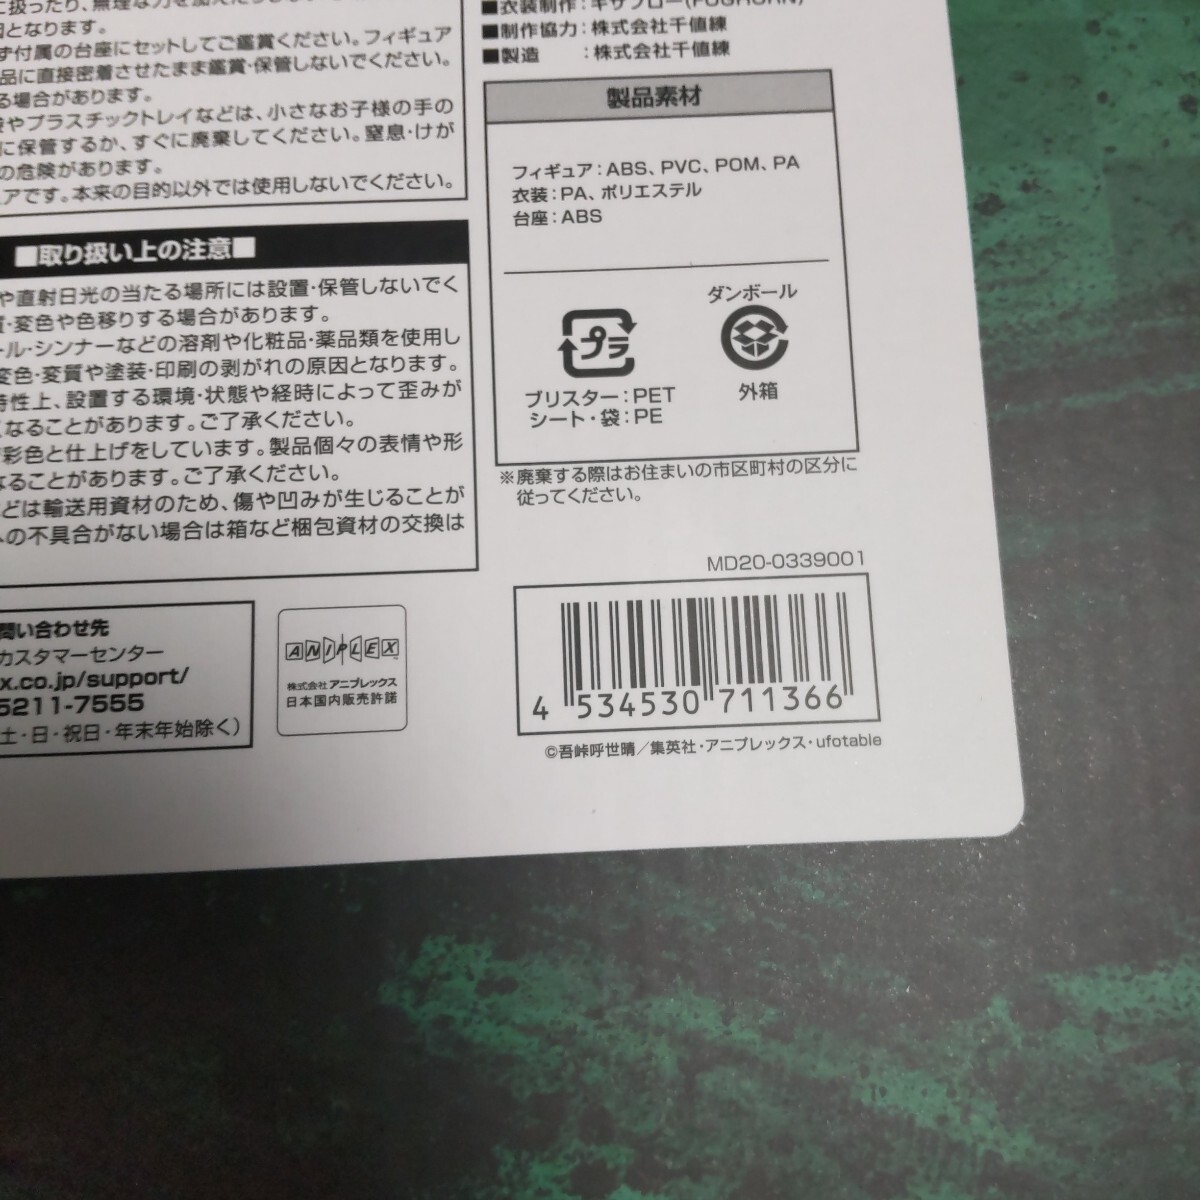 に扱ったり、無理な力を加えたり
因となります。
ず付属の台座にセットしてご鑑賞ください。フィギュア
品に直接密着させたまま鑑賞・保管しないでください。
る場合があります。
袋やプラスチックトレイなどは、小さなお子様の手の
に保管するか、すぐに廃棄してください。窒息・けが
の危険があります。
ュアです。本来の目的以外では使用しないでください。
■取り扱い上の注意■
や直射日光の当たる場所には設置・保管しないでく
質・変色や色移りする場合があります。
ール・シンナーなどの溶剤や化粧品・薬品類を使用し
変色・変質や塗装・印刷の剥がれの原因となります。
特性上、設置する環境・状態や経時によって歪みが
くなることがあります。ご了承ください。
彩色と仕上げをしています。製品個々の表情や形
なることがあります。ご了承ください。
などは輸送用資材のため、傷や凹みが生じることが
への不具合がない場合は箱など梱包資材の交換は
問い合わせ先
カスタマーセンター
x.co.jp/support/
5211-7555
土・日・祝日・年末年始除く)
ANIPLEX
株式会社 アニプレックス
日本国内販売許諾
■衣装制作：キサブロー(FOGHORN)
■制作協力：株式会社千値練
■製造　　：株式会社千値練
製品素材
フィギュア：ABS、PVC、POM、PA
衣装：PA、ポリエステル
台座：ABS
プラ
ブリスター：PET
シート・袋：PE
ダンボール
外箱
※廃棄する際はお住まいの市区町村の区分に
従ってください。
MD20-0339001
4 534530 711366
©吾峠呼世晴／集英社・アニプレックス・ufotable